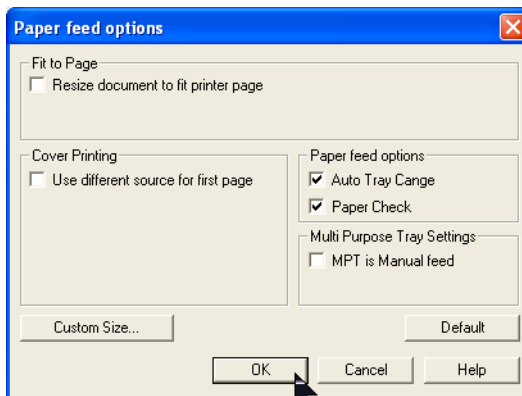 Paper feed options
Fit to Page
Resize document to fit printer page
Cover Printing
Use different source for first page
Paper feed options
Auto Tray Cange
Paper Check
Multi Purpose Tray Settings
MPT is Manual feed
Custom Size...
Default
OK
Cancel
Help